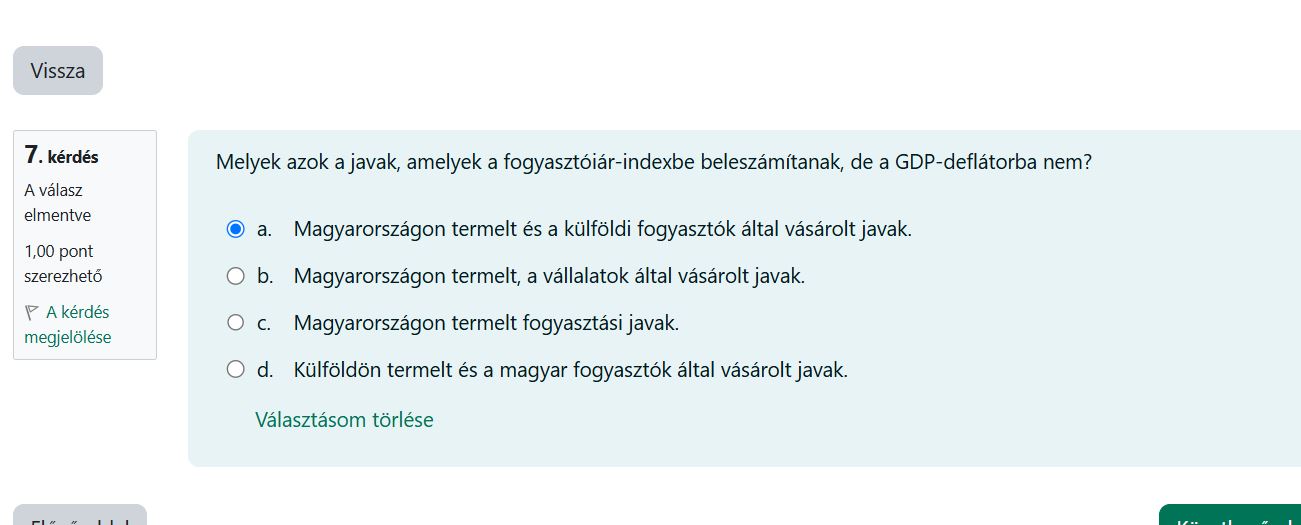 Vissza
7. kérdés
A válasz
elmentve
1,00 pont
szerezhető
A kérdés
megjelölése
Melyek azok a javak, amelyek a fogyasztóiár-indexbe beleszámítanak, de a GDP-deflátorba nem?
a. Magyarországon termelt és a külföldi fogyasztók által vásárolt javak.
b. Magyarországon termelt, a vállalatok által vásárolt javak.
c. Magyarországon termelt fogyasztási javak.
d. Külföldön termelt és a magyar fogyasztók által vásárolt javak.
Választásom törlése